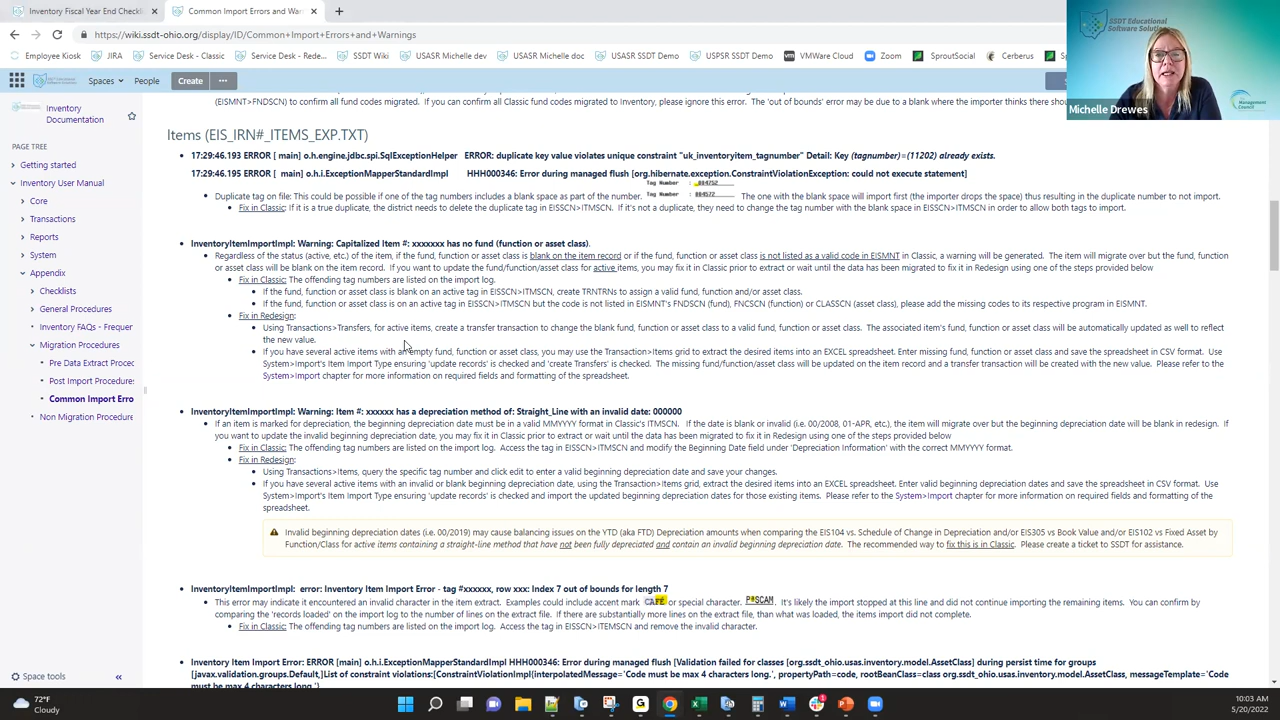 Inventory Fiscal Year End Checkli
Common Import Errors and Warn
https://wiki.ssdt-ohio.org/display/ID/Common+Import+Errors+and+Warnings
Employee Kiosk JIRA Service Desk - Classic Service Desk - Rede... SSDT Wiki USASR Michelle dev USASR Michelle doc USASR SSDT Demo USPSR SSDT Demo VMWare Cloud Zoom SproutSocial Cerberus
SSDT Educational
Software Solutions
Michelle Drewes
Management
Council
Spaces People Create
Inventory
Documentation
PAGE TREE
Getting started
Inventory User Manual
Core
Transactions
Reports
System
Appendix
Checklists
General Procedures
Inventory FAQs - Frequer
Migration Procedures
Pre Data Extract Proced
Post Import Procedures
Common Import Erro
Non Migration Procedure
Space tools
(EISMNT>FNDSCN) to confirm all fund codes migrated. If you can confirm all Classic fund codes migrated to Inventory, please ignore this error. The 'out of bounds' error may be due to a blank where the importer thinks there shou
Items (EIS_IRN#_ITEMS_EXP.TXT)
17:29:46.193 ERROR [ main] o.h.engine.jdbc.spi.SqlExceptionHelper ERROR: duplicate key value violates unique constraint "uk_inventoryitem_tagnumber" Detail: Key (tagnumber)=(11202) already exists.
17:29:46.195 ERROR [ main] o.h.i.ExceptionMapperStandardImpl HHH000346: Error during managed flush [org.hibernate.exception.ConstraintViolationException: could not execute statement]
Duplicate tag on file: This could be possible if one of the tag numbers includes a blank space as part of the number. Tag Number : 004752 Tag Number : 004572 The one with the blank space will import first (the importer drops the space) thus resulting in the duplicate number to not import.
Fix in Classic: If it is a true duplicate, the district needs to delete the duplicate tag in EISSCN>ITMSCN. If it's not a duplicate, they need to change the tag number with the blank space in EISSCN>ITMSCN in order to allow both tags to import.
InventoryItemImportImpl: Warning: Capitalized Item #: xxxxxxx has no fund (function or asset class).
Regardless of the status (active, etc.) of the item, if the fund, function or asset class is blank on the item record or if the fund, function or asset class is not listed as a valid code in EISMNT in Classic, a warning will be generated. The item will migrate over but the fund, function
or asset class will be blank on the item record. If you want to update the fund/function/asset class for active items, you may fix it in Classic prior to extract or wait until the data has been migrated to fix it in Redesign using one of the steps provided below
Fix in Classic: The offending tag numbers are listed on the import log.
If the fund, function or asset class is blank on an active tag in EISSCN>ITMSCN, create TRNTRNs to assign a valid fund, function and/or asset class.
If the fund, function or asset class is on an active tag in EISSCN>ITMSCN but the code is not listed in EISMNT's FNDSCN (fund), FNCSCN (function) or CLASSCN (asset class), please add the missing codes to its respective program in EISMNT.
Fix in Redesign:
Using Transactions>Transfers, for active items, create a transfer transaction to change the blank fund, function or asset class to a valid fund, function or asset class. The associated item's fund, function or asset class will be automatically updated as well to reflect
the new value.
If you have several active items with an empty fund, function or asset class, you may use the Transaction>Items grid to extract the desired items into an EXCEL spreadsheet. Enter missing fund, function or asset class and save the spreadsheet in CSV format. Use
System>Import's Item Import Type ensuring 'update records' is checked and 'create Transfers' is checked. The missing fund/function/asset class will be updated on the item record and a transfer transaction will be created with the new value. Please refer to the
System>Import chapter for more information on required fields and formatting of the spreadsheet.
InventoryItemImportImpl: Warning: Item #: xxxxxx has a depreciation method of: Straight_Line with an invalid date: 000000
If an item is marked for depreciation, the beginning depreciation date must be in a valid MMYYYY format in Classic's ITMSCN. If the date is blank or invalid (i.e. 00/2008, 01-APR, etc.), the item will migrate over but the beginning depreciation date will be blank in redesign. If
you want to update the invalid beginning depreciation date, you may fix it in Classic prior to extract or wait until the data has been migrated to fix it in Redesign using one of the steps provided below
Fix in Classic: The offending tag numbers are listed on the import log. Access the tag in EISSCN>ITMSCN and modify the Beginning Date field under 'Depreciation Information' with the correct MMYYYY format.
Fix in Redesign:
Using Transactions>Items, query the specific tag number and click edit to enter a valid beginning depreciation date and save your changes.
If you have several active items with an invalid or blank beginning depreciation date, using the Transaction>Items grid, extract the desired items into an EXCEL spreadsheet. Enter valid beginning depreciation dates and save the spreadsheet in CSV format. Use
System>Import's Item Import Type ensuring 'update records' is checked and import the updated beginning depreciation dates for those existing items. Please refer to the System>Import chapter for more information on required fields and formatting of the
spreadsheet.
Invalid beginning depreciation dates (i.e. 00/2019) may cause balancing issues on the YTD (aka FTD) Depreciation amounts when comparing the EIS104 vs. Schedule of Change in Depreciation and/or EIS305 vs Book Value and/or EIS102 vs Fixed Asset by
Function/Class for active items containing a straight-line method that have not been fully depreciated and contain an invalid beginning depreciation date. The recommended way to fix this is in Classic. Please create a ticket to SSDT for assistance.
InventoryItemImportImpl: error: Inventory Item Import Error - tag #xxxxxx, row xxx: Index 7 out of bounds for length 7
This error may indicate it encountered an invalid character in the item extract. Examples could include accent mark CAFÉ or special character. P°SCAM. It's likely the import stopped at this line and did not continue importing the remaining items. You can confirm by
comparing the 'records loaded' on the import log to the number of lines on the extract file. If there are substantially more lines on the extract file, than what was loaded, the items import did not complete.
Fix in Classic: The offending tag numbers are listed on the import log. Access the tag in EISSCN>ITEMSCN and remove the invalid character.
Inventory Item Import Error: ERROR [main] o.h.i.ExceptionMapperStandardImpl HHH000346: Error during managed flush [Validation failed for classes [org.ssdt_ohio.usas.inventory.model.AssetClass] during persist time for groups
[javax.validation.groups.Default,]List of constraint violations:[ConstraintViolationImpl{interpolatedMessage='Code must be max 4 characters long.', propertyPath=code, rootBeanClass=class org.ssdt_ohio.usas.inventory.model.AssetClass, messageTemplate='Code
must be max 4 characters long.'}
72°F
Cloudy
10:03 AM
5/20/2022